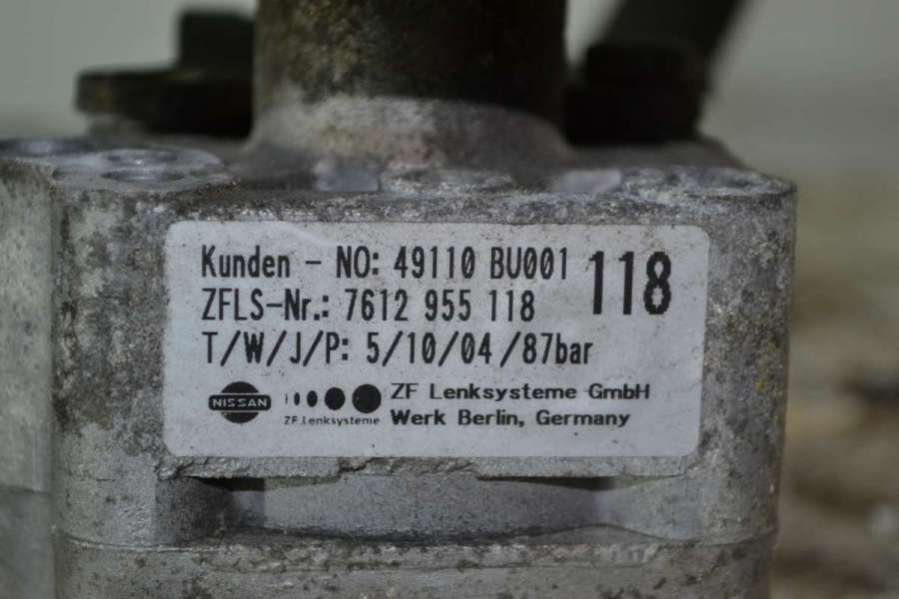 Kunden - NO: 49110 BU001 118
ZFLS-Nr.: 7612 955 118
T/W/J/P: 5/10/04/87bar
NISSAN
ZF Lenksysteme
ZF Lenksysteme GmbH
Werk Berlin, Germany